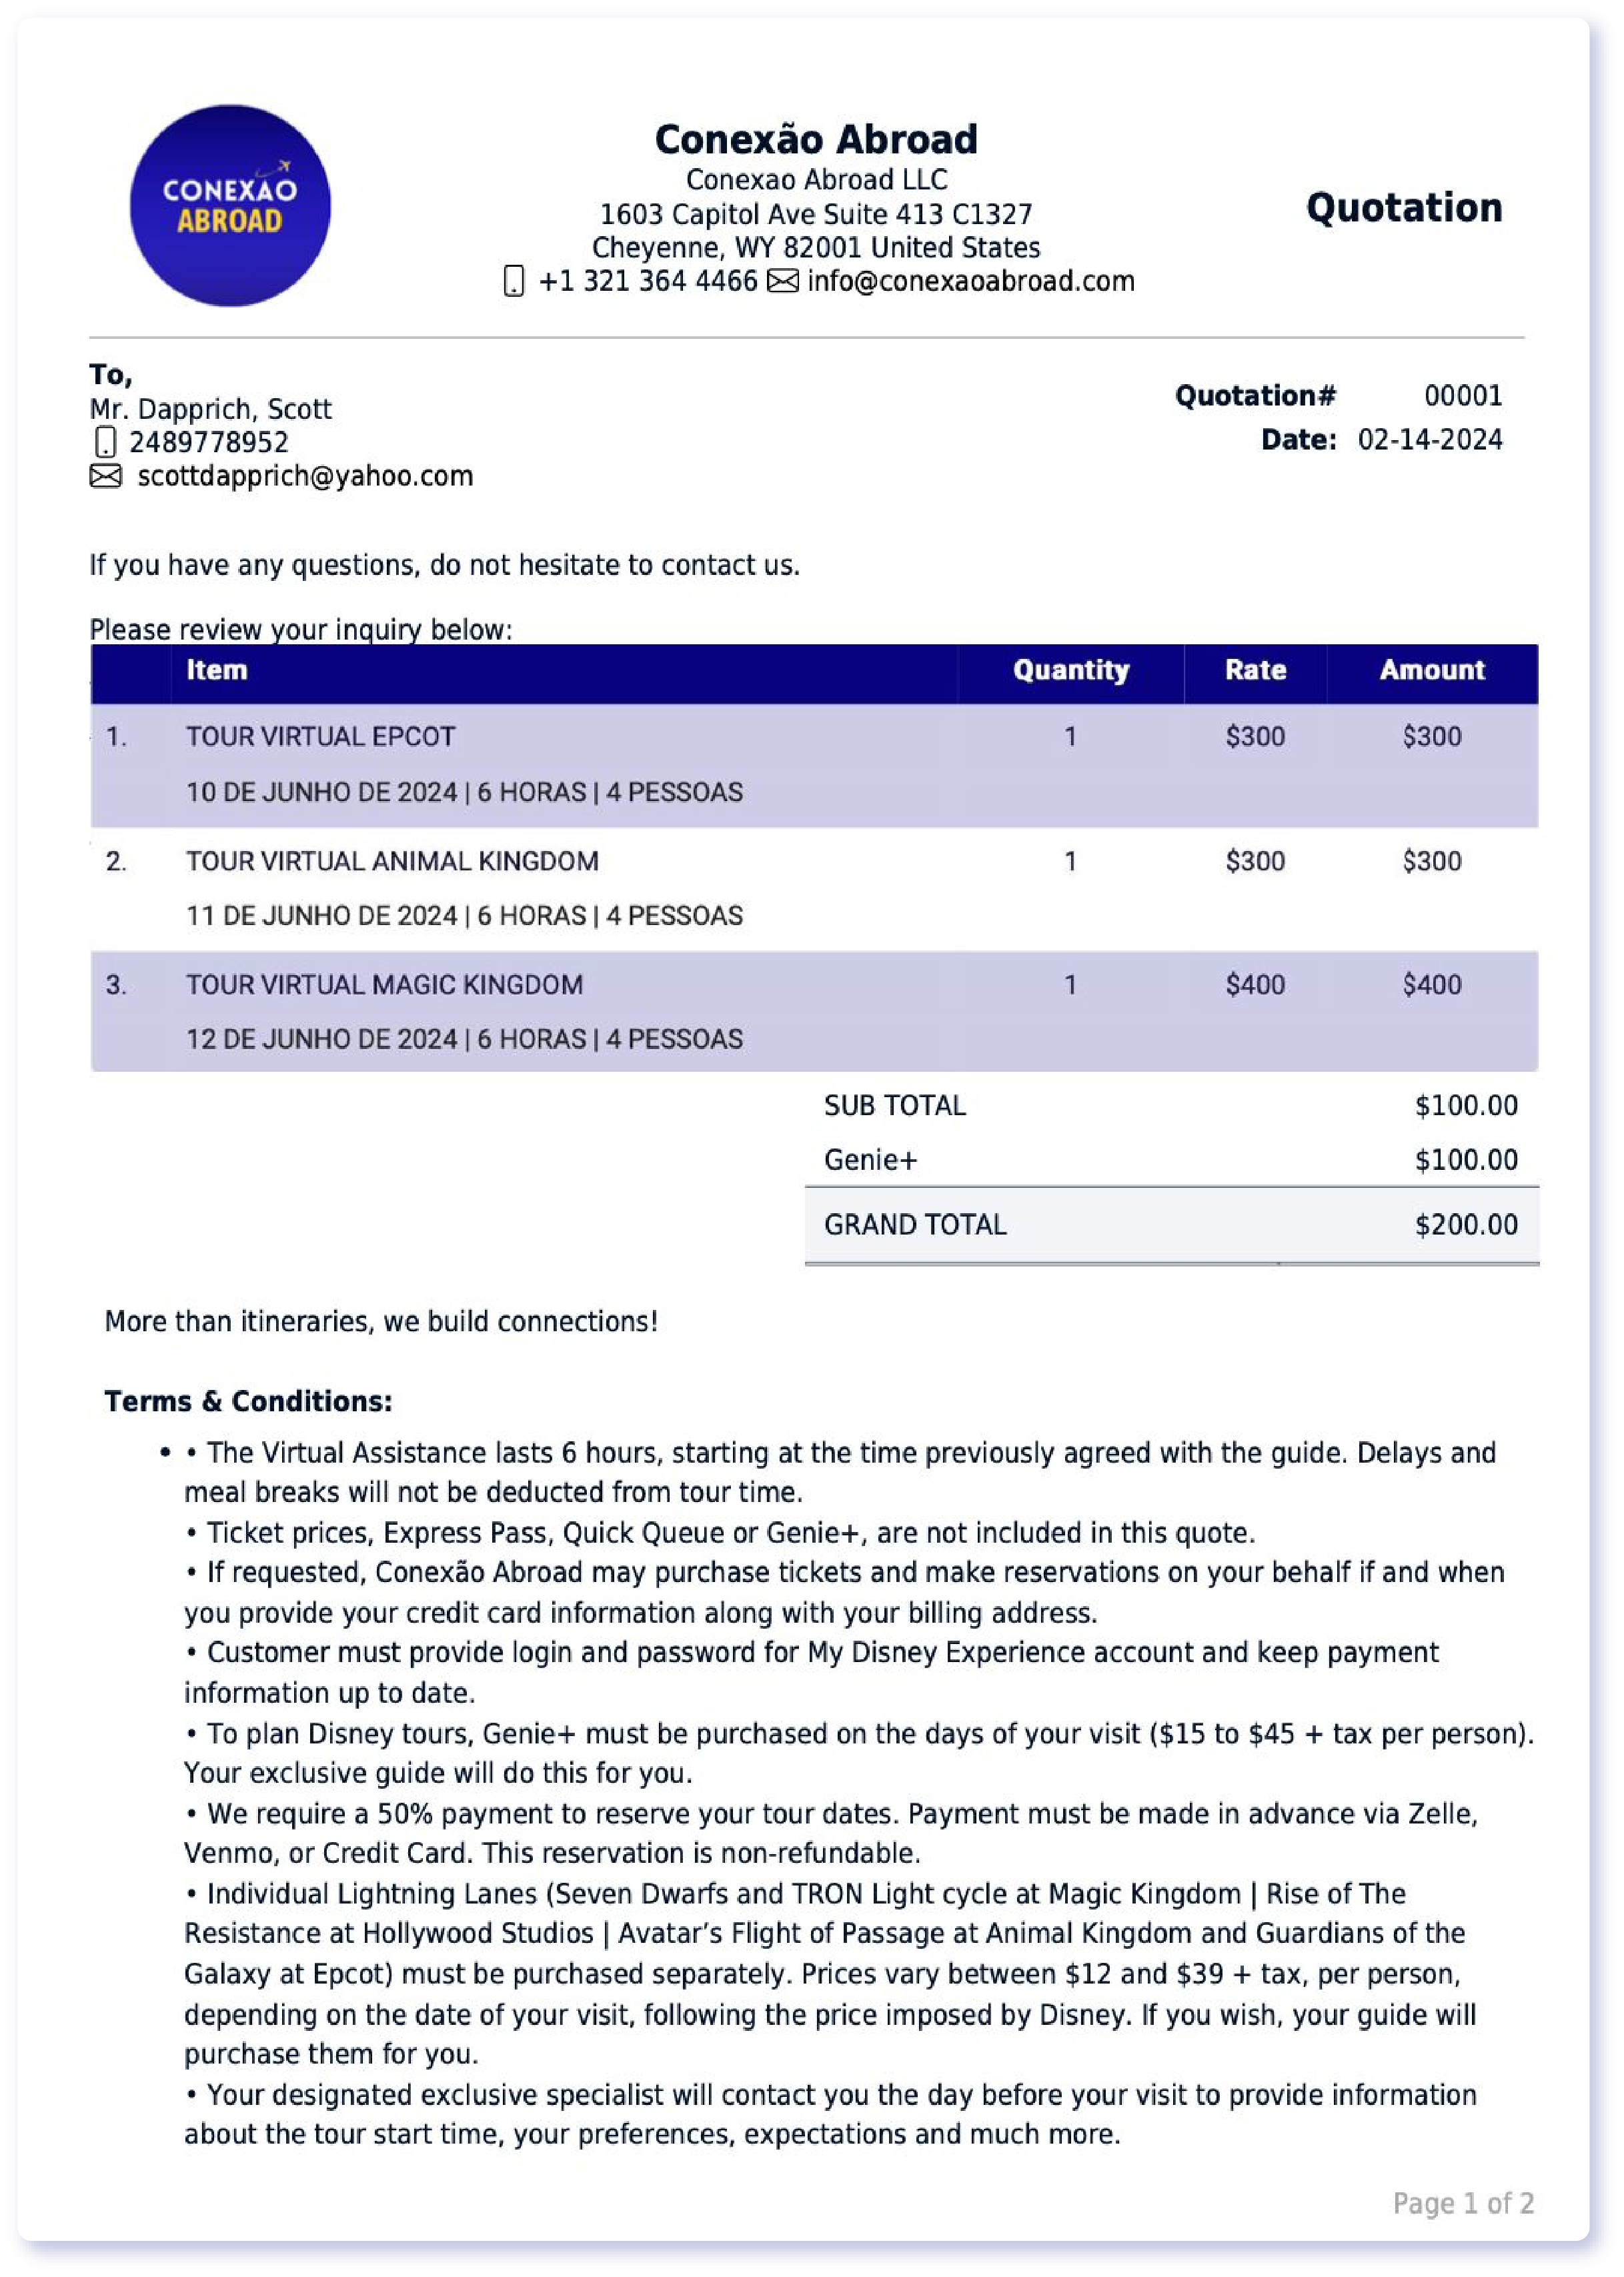 CONEXAO
ABROAD
Conexão Abroad
Conexao Abroad LLC
1603 Capitol Ave Suite 413 C1327
Cheyenne, WY 82001 United States
+1 321 364 4466 info@conexaoabroad.com
Quotation
To,
Mr. Dapprich, Scott
2489778952
scottdapprich@yahoo.com
Quotation# 00001
Date: 02-14-2024
If you have any questions, do not hesitate to contact us.
Please review your inquiry below:
Item Quantity Rate Amount
1. TOUR VIRTUAL EPCOT 1 $300 $300
10 DE JUNHO DE 2024 | 6 HORAS | 4 PESSOAS
2. TOUR VIRTUAL ANIMAL KINGDOM 1 $300 $300
11 DE JUNHO DE 2024 | 6 HORAS | 4 PESSOAS
3. TOUR VIRTUAL MAGIC KINGDOM 1 $400 $400
12 DE JUNHO DE 2024 | 6 HORAS | 4 PESSOAS
SUB TOTAL $100.00
Genie+ $100.00
GRAND TOTAL $200.00
More than itineraries, we build connections!
Terms & Conditions:
• • The Virtual Assistance lasts 6 hours, starting at the time previously agreed with the guide. Delays and
meal breaks will not be deducted from tour time.
• Ticket prices, Express Pass, Quick Queue or Genie+, are not included in this quote.
• If requested, Conexão Abroad may purchase tickets and make reservations on your behalf if and when
you provide your credit card information along with your billing address.
• Customer must provide login and password for My Disney Experience account and keep payment
information up to date.
• To plan Disney tours, Genie+ must be purchased on the days of your visit ($15 to $45 + tax per person).
Your exclusive guide will do this for you.
• We require a 50% payment to reserve your tour dates. Payment must be made in advance via Zelle,
Venmo, or Credit Card. This reservation is non-refundable.
• Individual Lightning Lanes (Seven Dwarfs and TRON Light cycle at Magic Kingdom | Rise of The
Resistance at Hollywood Studios | Avatar’s Flight of Passage at Animal Kingdom and Guardians of the
Galaxy at Epcot) must be purchased separately. Prices vary between $12 and $39 + tax, per person,
depending on the date of your visit, following the price imposed by Disney. If you wish, your guide will
purchase them for you.
• Your designated exclusive specialist will contact you the day before your visit to provide information
about the tour start time, your preferences, expectations and much more.
Page 1 of 2